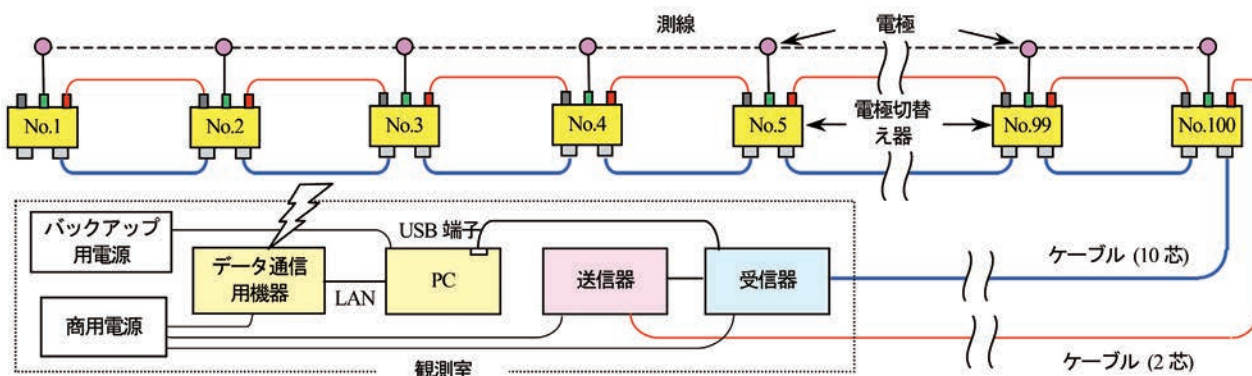 測線
電極
No.1
No.2
No.3
No.4
No.5
電極切替
え器
No.99
No.100
バックアップ
用電源
USB 端子
データ通信
用機器
LAN
PC
送信器
受信器
ケーブル (10 芯)
商用電源
観測室
ケーブル (2 芯)